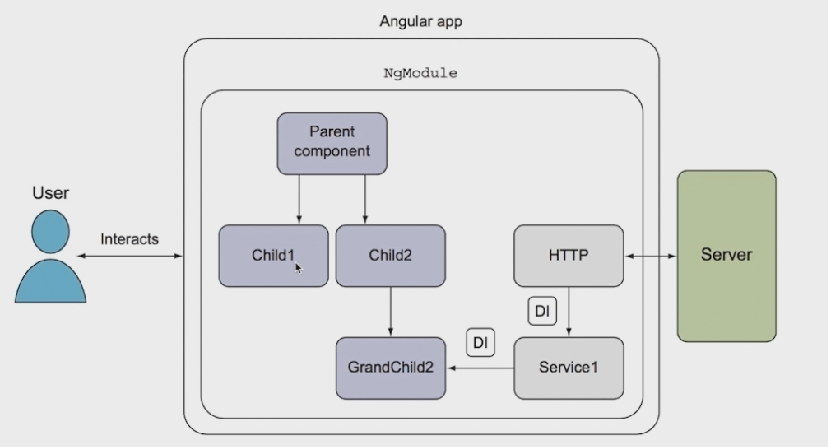 Angular app
NgModule
Parent
component
User
Interacts
Child1
Child2
HTTP
Server
DI
DI
GrandChild2
Service1